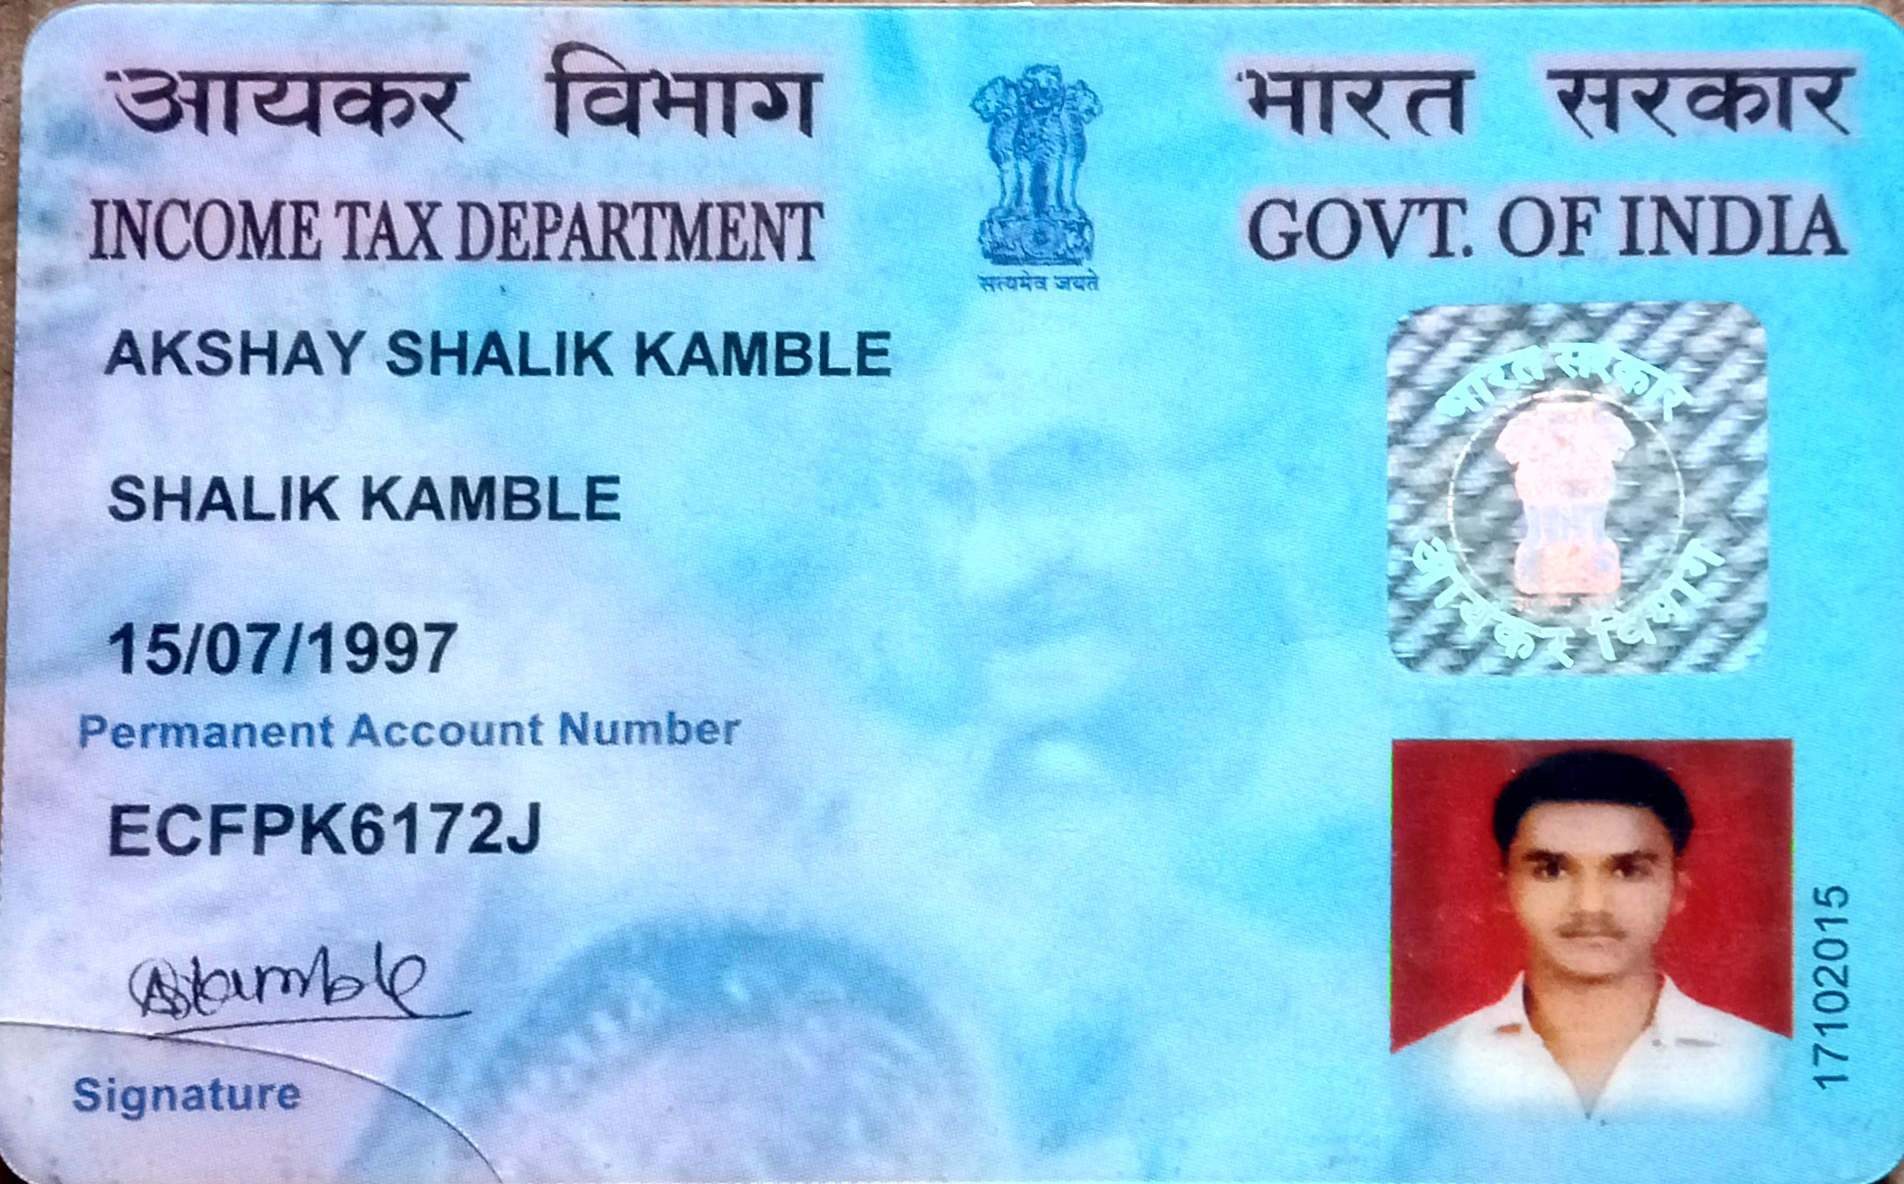 आयकर विभाग
INCOME TAX DEPARTMENT
सत्यमेव जयते
भारत सरकार
GOVT. OF INDIA
AKSHAY SHALIK KAMBLE
SHALIK KAMBLE
15/07/1997
Permanent Account Number
ECFPK6172J
ASkamble
Signature
भारत सरकार
आयकर विभाग
17102015